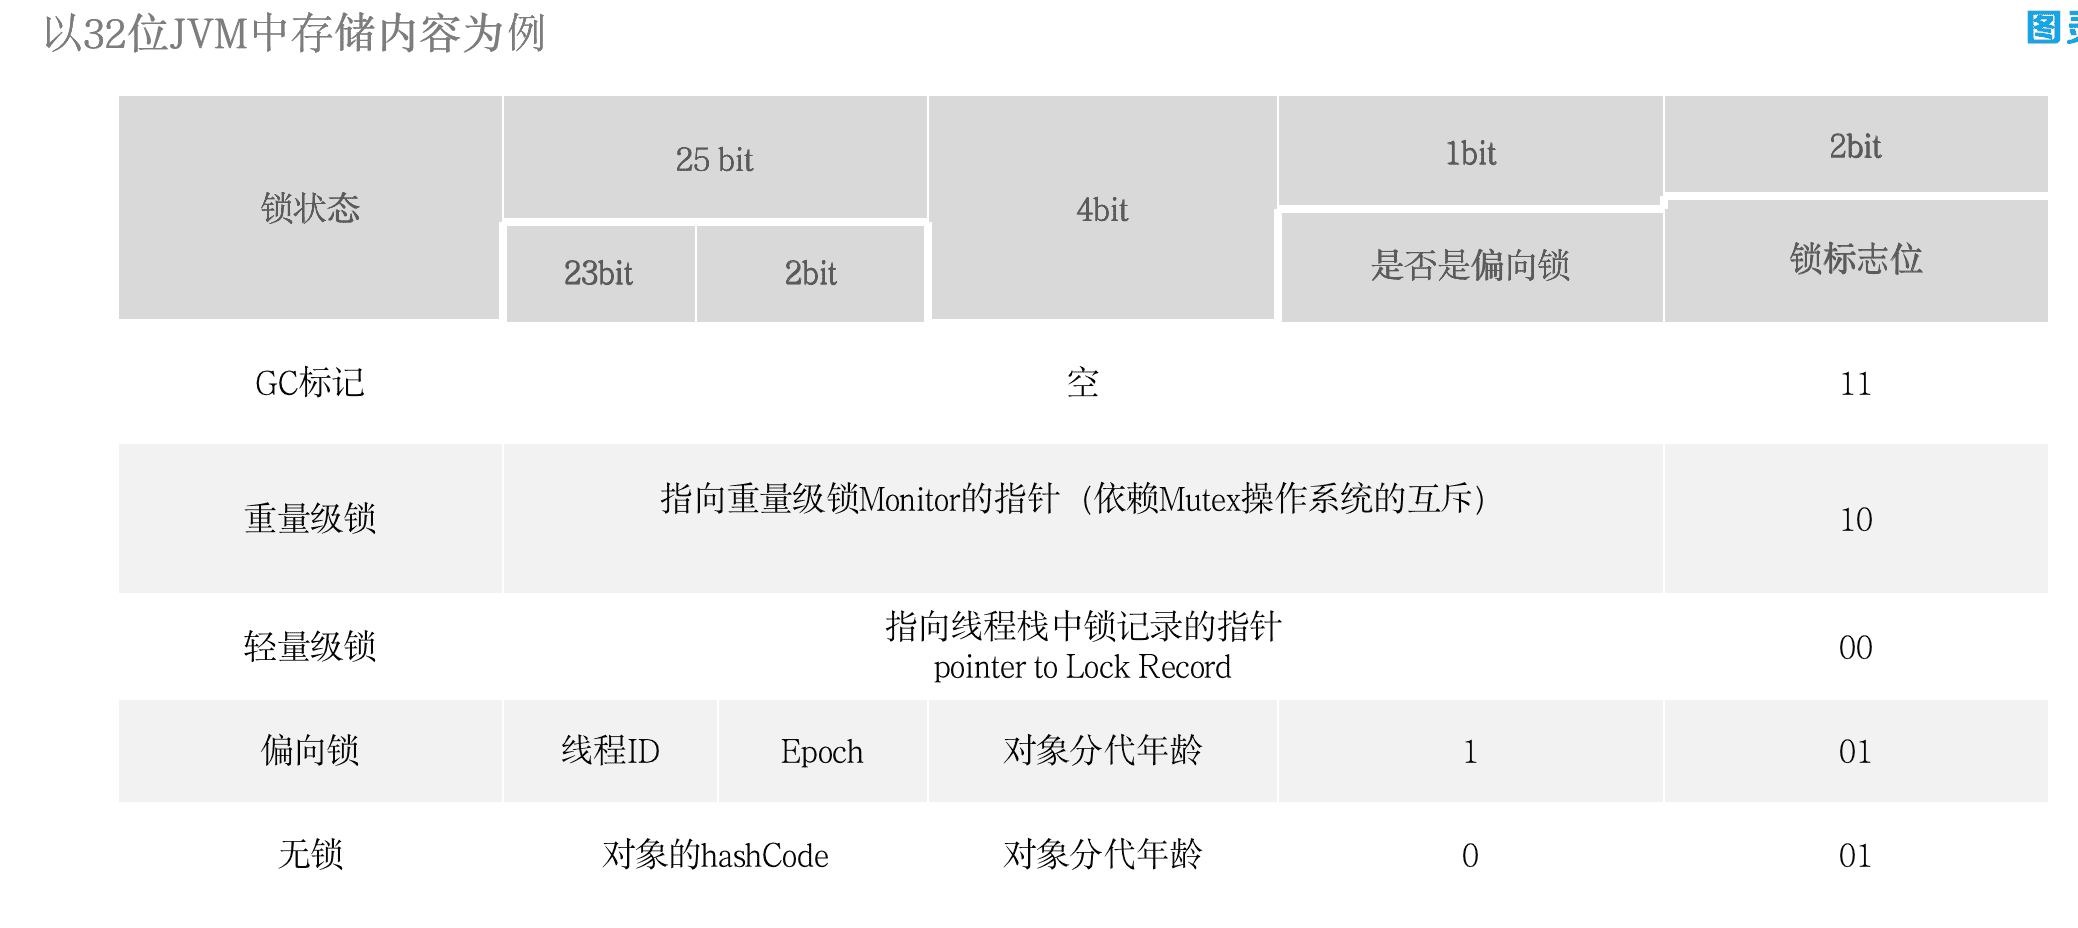 以32位JVM中存储内容为例
图
锁状态
25 bit
4bit
1bit
2bit
23bit
2bit
是否是偏向锁
锁标志位
GC标记
空
11
重量级锁
指向重量级锁Monitor的指针（依赖Mutex操作系统的互斥）
10
轻量级锁
指向线程栈中锁记录的指针
pointer to Lock Record
00
偏向锁
线程ID
Epoch
对象分代年龄
1
01
无锁
对象的hashCode
对象分代年龄
0
01